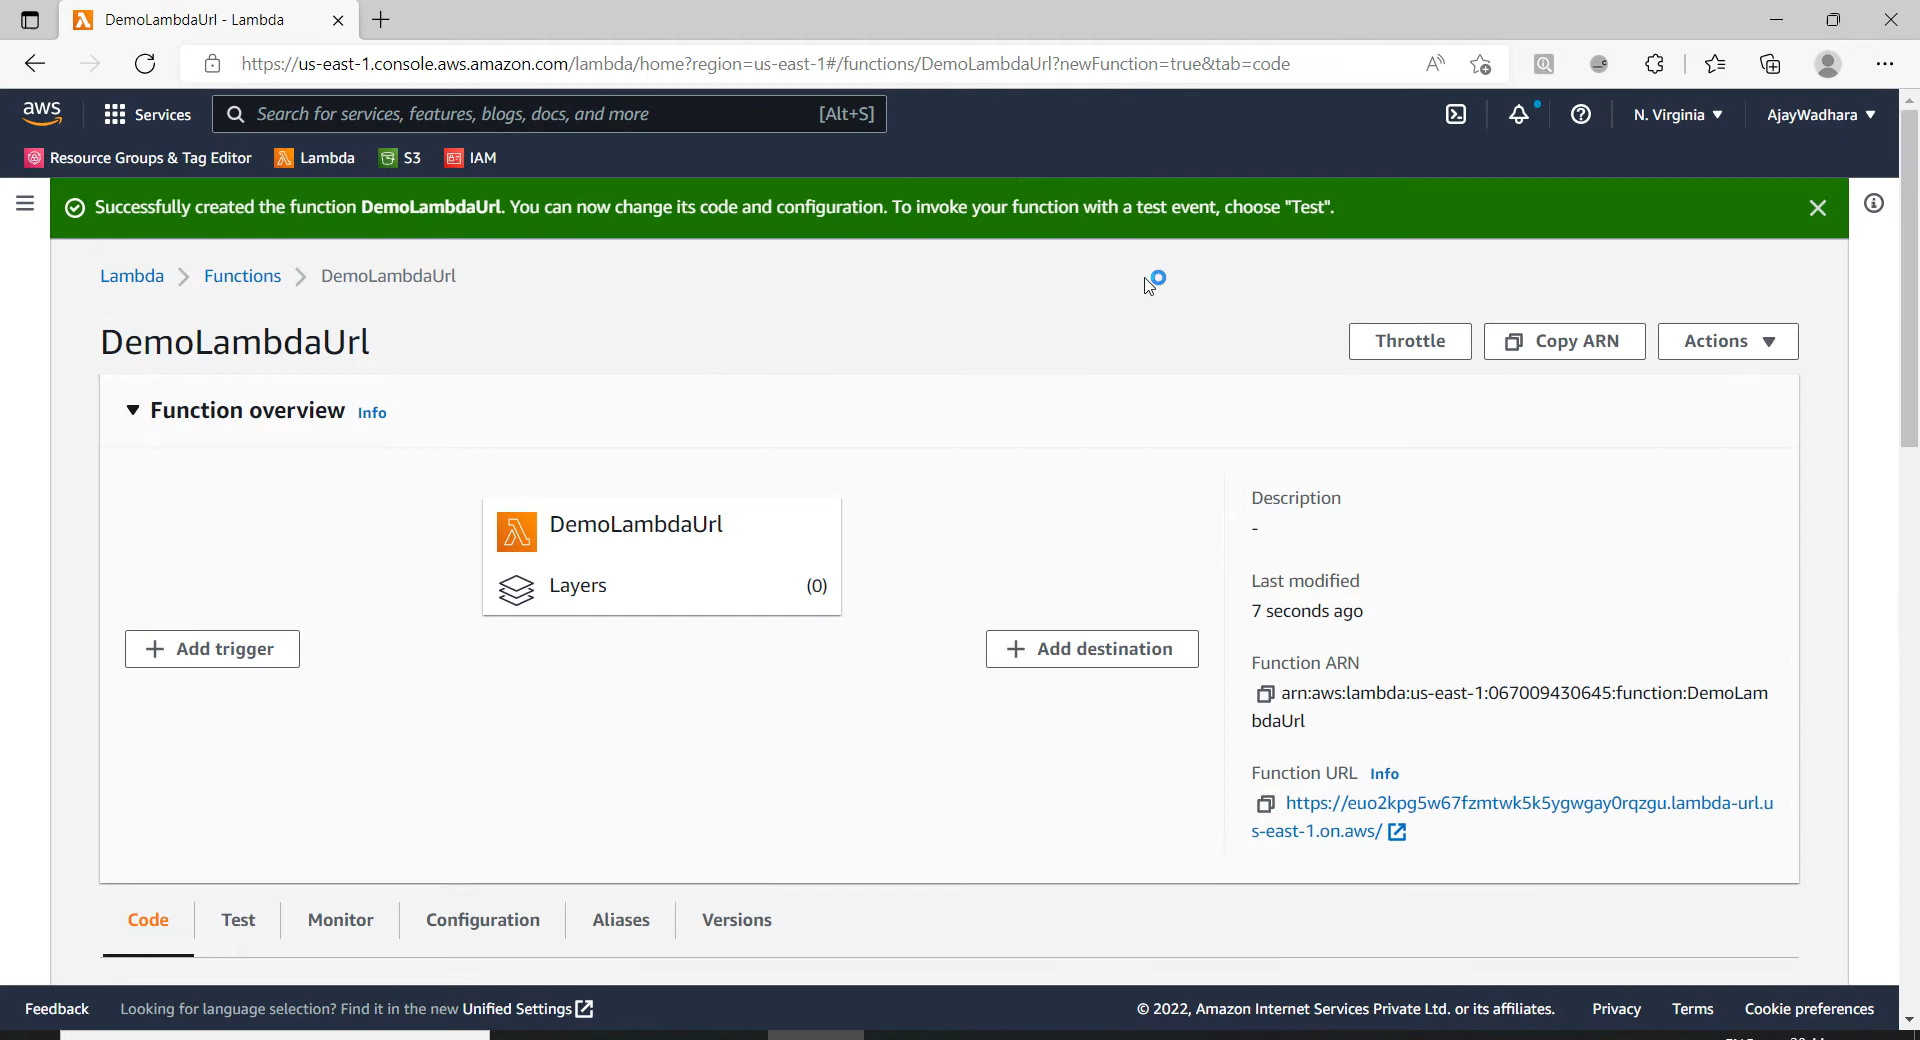 DemoLambdaUrl - Lambda
https://us-east-1.console.aws.amazon.com/lambda/home?region=us-east-1#/functions/DemoLambdaUrl?newFunction=true&tab=code
aws
Services
Search for services, features, blogs, docs, and more
[Alt+S]
N. Virginia
AjayWadhara
Resource Groups & Tag Editor
Lambda
S3
IAM
Successfully created the function DemoLambdaUrl. You can now change its code and configuration. To invoke your function with a test event, choose "Test".
Lambda
Functions
DemoLambdaUrl
DemoLambdaUrl
Throttle
Copy ARN
Actions
Function overview Info
DemoLambdaUrl
Layers (0)
+ Add trigger
+ Add destination
Description
-
Last modified
7 seconds ago
Function ARN
arn:aws:lambda:us-east-1:067009430645:function:DemoLam
bdaUrl
Function URL Info
https://euo2kpg5w67fzmtwk5k5ygwgay0rqzgu.lambda-url.u
s-east-1.on.aws/
Code
Test
Monitor
Configuration
Aliases
Versions
Feedback
Looking for language selection? Find it in the new Unified Settings
© 2022, Amazon Internet Services Private Ltd. or its affiliates.
Privacy
Terms
Cookie preferences